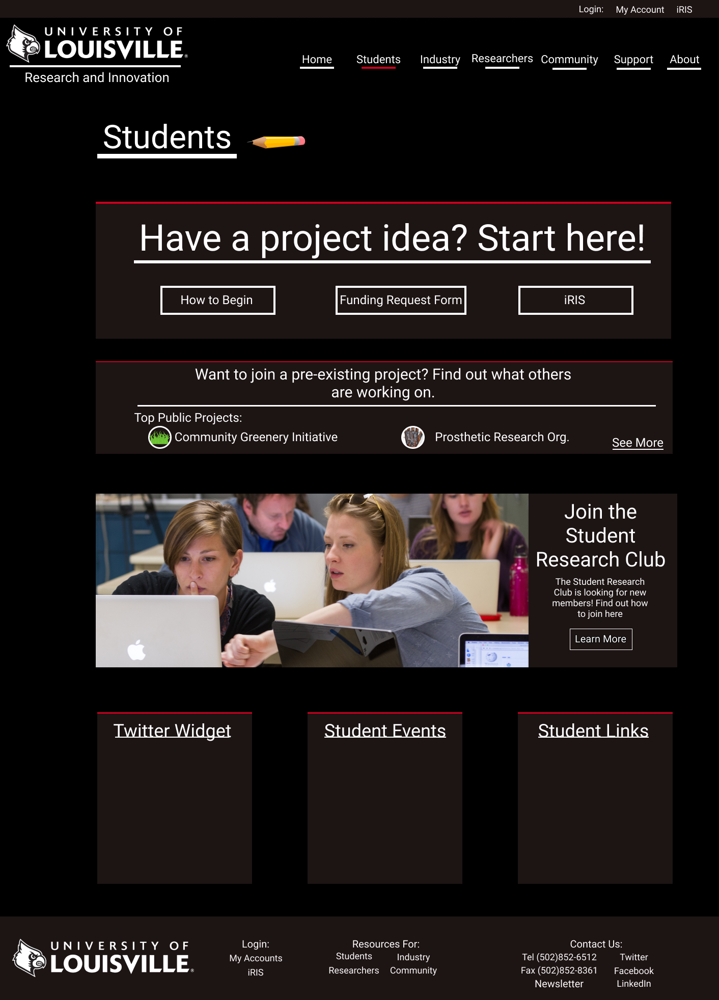 Login: My Account iRIS
UNIVERSITY OF
LOUISVILLE®
Research and Innovation
Home Students Industry Researchers Community Support About
Students
Have a project idea? Start here!
How to Begin Funding Request Form iRIS
Want to join a pre-existing project? Find out what others
are working on.
Top Public Projects:
Community Greenery Initiative Prosthetic Research Org.
See More
Join the
Student
Research Club
The Student Research
Club is looking for new
members! Find out how
to join here
Learn More
Twitter Widget Student Events Student Links
UNIVERSITY OF
LOUISVILLE®
Login:
My Accounts
iRIS
Resources For:
Students Industry
Researchers Community
Contact Us:
Tel (502)852-6512 Twitter
Fax (502)852-8361 Facebook
Newsletter LinkedIn